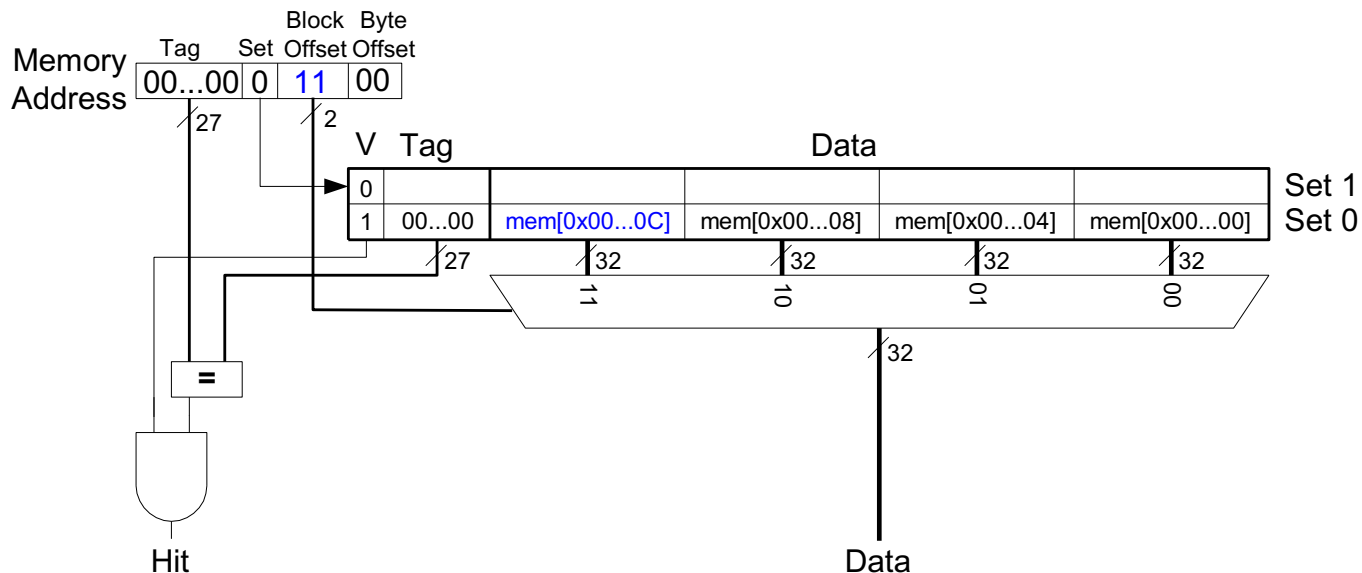 Block Byte
Tag Set Offset Offset
Memory Address 00...00 0 11 00
27 2
V Tag Data
0 Set 1
1 00...00 mem[0x00...0C] mem[0x00...08] mem[0x00...04] mem[0x00...00] Set 0
27 32 32 32 32
11 10 01 00
32
=
Hit Data